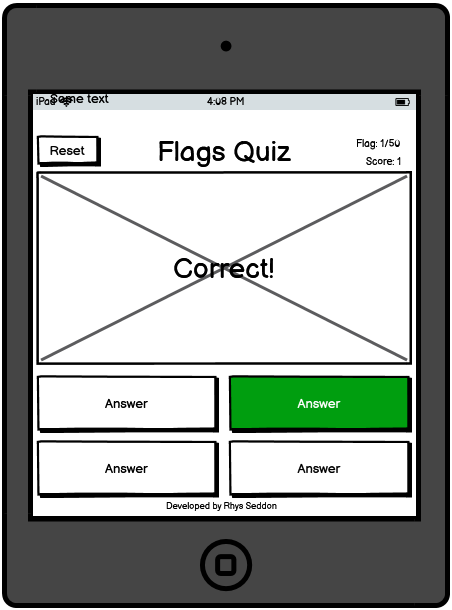 iPad Some text 4:08 PM
Reset
Flags Quiz
Flag: 1/50
Score: 1
Correct!
Answer Answer
Answer Answer
Developed by Rhys Seddon